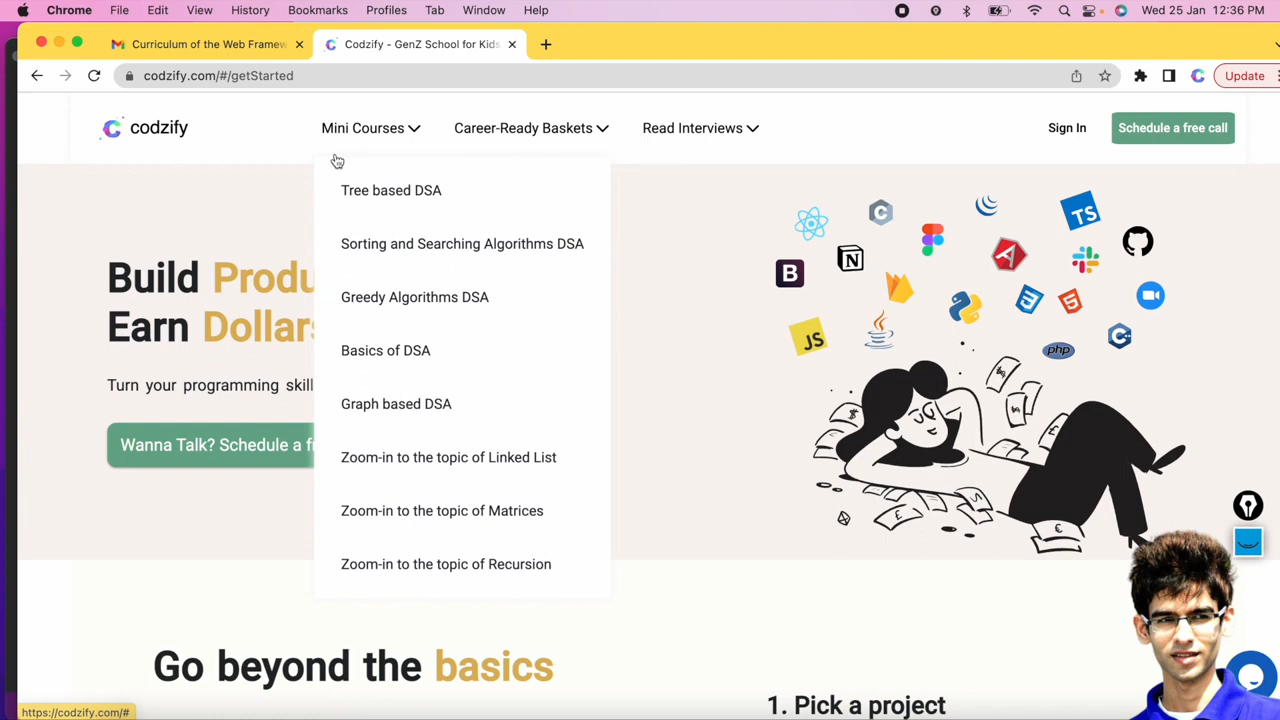 Chrome File Edit View History Bookmarks Profiles Tab Window Help Wed 25 Jan 12:36 PM
Curriculum of the Web Framew
Codzify - GenZ School for Kids
codzify.com/#/getStarted
Update
codzify
Mini Courses
Career-Ready Baskets
Read Interviews
Sign In
Schedule a free call
Tree based DSA
Sorting and Searching Algorithms DSA
Greedy Algorithms DSA
Basics of DSA
Graph based DSA
Zoom-in to the topic of Linked List
Zoom-in to the topic of Matrices
Zoom-in to the topic of Recursion
Build Produ
Earn Dollars
Turn your programming skil
Wanna Talk? Schedule a f
C
TS
N
B
JS
php
C++
Go beyond the basics
1. Pick a project
https://codzify.com/#